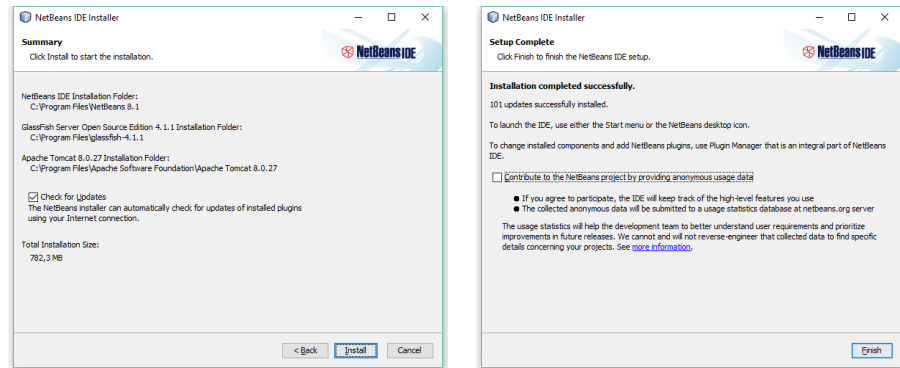 NetBeans IDE Installer
Summary
Click Install to start the installation.
NetBeans IDE
NetBeans IDE Installation Folder:
C:\Program Files\NetBeans 8.1
GlassFish Server Open Source Edition 4.1.1 Installation Folder:
C:\Program Files\glassfish-4.1.1
Apache Tomcat 8.0.27 Installation Folder:
C:\Program Files\Apache Software Foundation\Apache Tomcat 8.0.27
Check for Updates
The NetBeans installer can automatically check for updates of installed plugins
using your Internet connection.
Total Installation Size:
782,3 MB
< Back Install Cancel
NetBeans IDE Installer
Setup Complete
Click Finish to finish the NetBeans IDE setup.
NetBeans IDE
Installation completed successfully.
101 updates successfully installed.
To launch the IDE, use either the Start menu or the NetBeans desktop icon.
To change installed components and add NetBeans plugins, use Plugin Manager that is an integral part of NetBeans
IDE.
Contribute to the NetBeans project by providing anonymous usage data
If you agree to participate, the IDE will keep track of the high-level features you use
The collected anonymous data will be submitted to a usage statistics database at netbeans.org server
The usage statistics will help the development team to better understand user requirements and prioritize
improvements in future releases. We cannot and will not reverse-engineer that collected data to find specific
details concerning your projects. See more information.
Finish